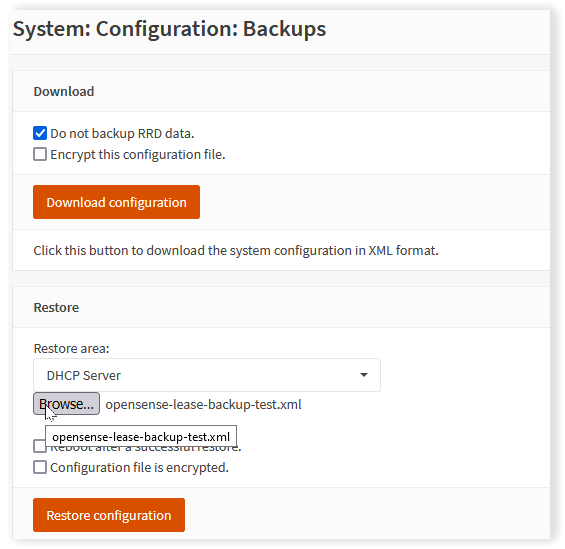 System: Configuration: Backups
Download
Do not backup RRD data.
Encrypt this configuration file.
Download configuration
Click this button to download the system configuration in XML format.
Restore
Restore area:
DHCP Server
Browse... opensense-lease-backup-test.xml
opensense-lease-backup-test.xml
Reboot after a successful restore.
Configuration file is encrypted.
Restore configuration